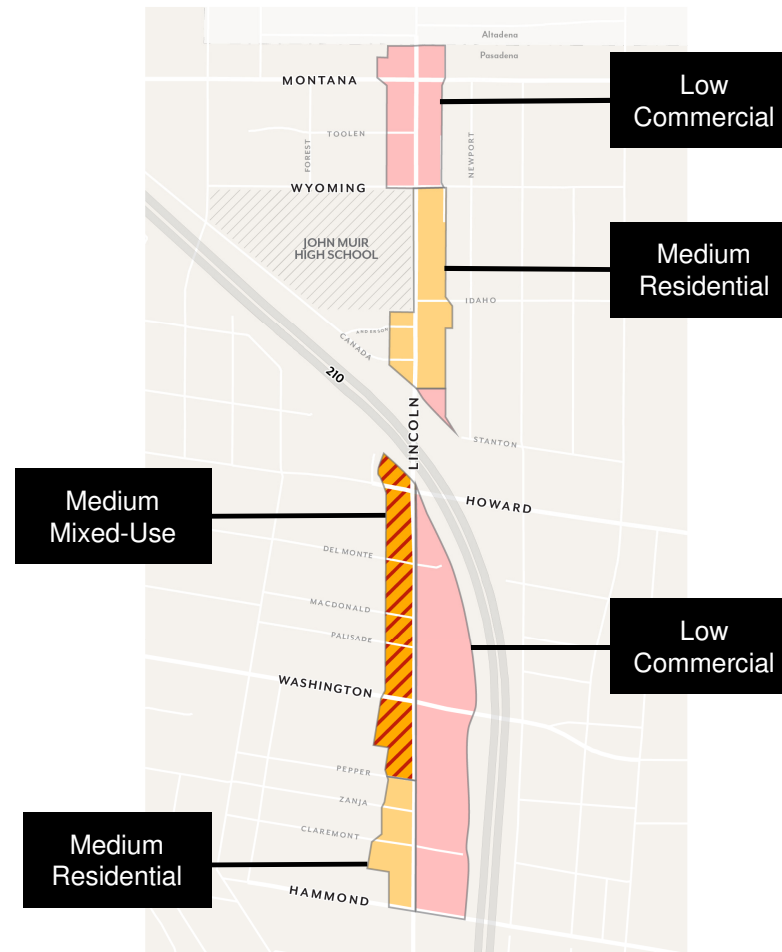 Altadena
Pasadena
MONTANA
Low
Commercial
TOOLEN
FOREST
NEWPORT
WYOMING
JOHN MUIR
HIGH SCHOOL
Medium
Residential
IDAHO
ANDERSON
CANADA
210
LINCOLN
STANTON
Medium
Mixed-Use
HOWARD
DEL MONTE
MACDONALD
PALISADE
Low
Commercial
WASHINGTON
PEPPER
ZANJA
CLAREMONT
Medium
Residential
HAMMOND